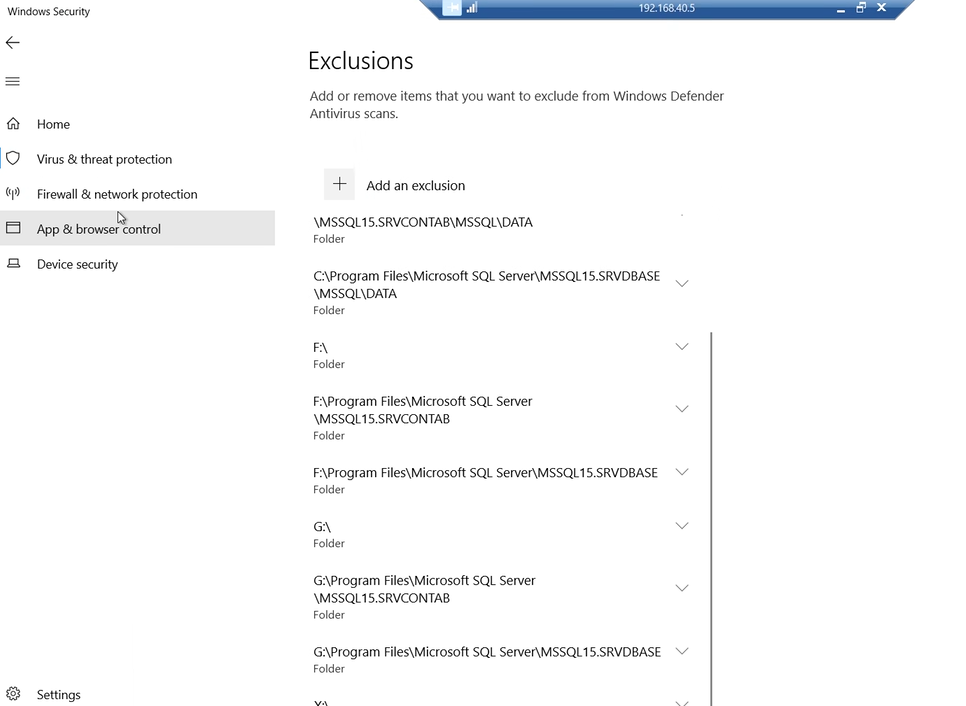 Windows Security
192.168.40.5
Exclusions
Add or remove items that you want to exclude from Windows Defender
Antivirus scans.
Home
Virus & threat protection
Firewall & network protection
App & browser control
Device security
Settings
Add an exclusion
\MSSQL15.SRVCONTAB\MSSQL\DATA
Folder
C:\Program Files\Microsoft SQL Server\MSSQL15.SRVDBASE
\MSSQL\DATA
Folder
F:\
Folder
F:\Program Files\Microsoft SQL Server
\MSSQL15.SRVCONTAB
Folder
F:\Program Files\Microsoft SQL Server\MSSQL15.SRVDBASE
Folder
G:\
Folder
G:\Program Files\Microsoft SQL Server
\MSSQL15.SRVCONTAB
Folder
G:\Program Files\Microsoft SQL Server\MSSQL15.SRVDBASE
Folder